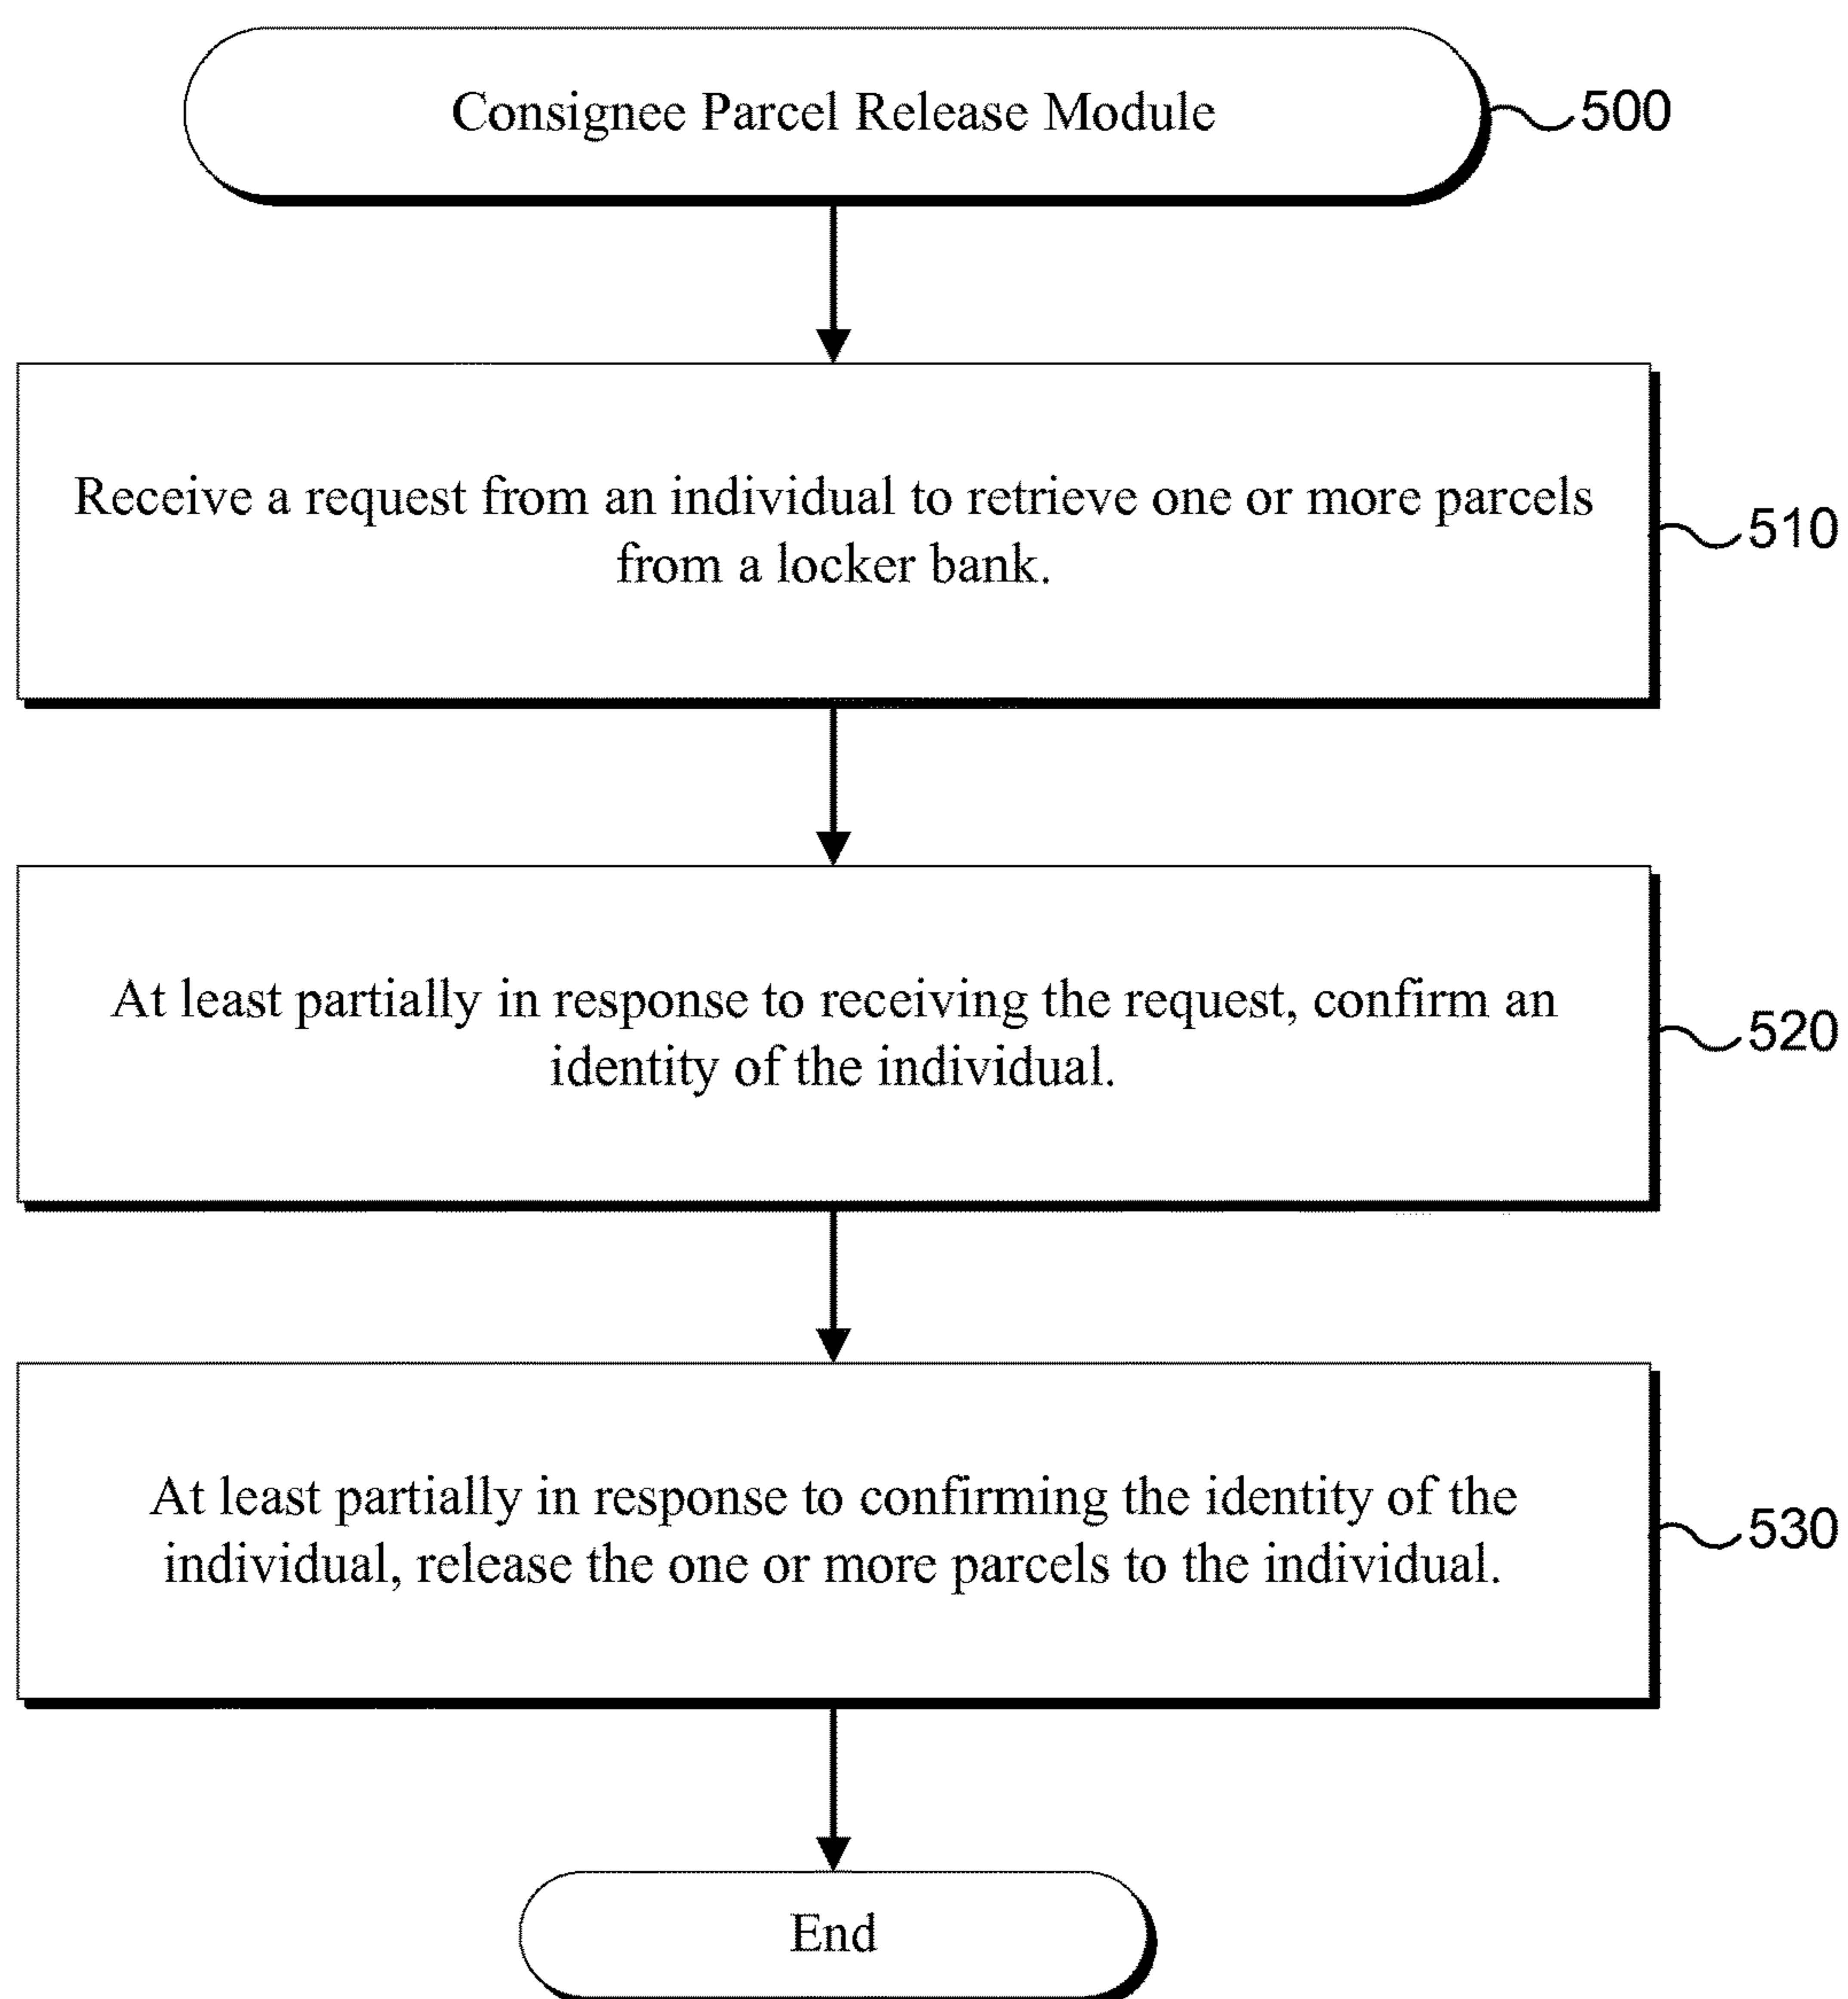 Consignee Parcel Release Module
500
Receive a request from an individual to retrieve one or more parcels
from a locker bank.
510
At least partially in response to receiving the request, confirm an
identity of the individual.
520
At least partially in response to confirming the identity of the
individual, release the one or more parcels to the individual.
530
End